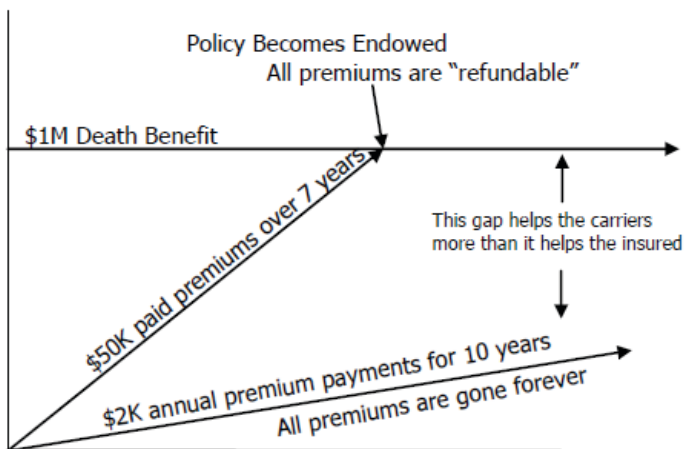 Policy Becomes Endowed
All premiums are “refundable”
$1M Death Benefit
$50K paid premiums over 7 years
This gap helps the carriers
more than it helps the insured
$2K annual premium payments for 10 years
All premiums are gone forever